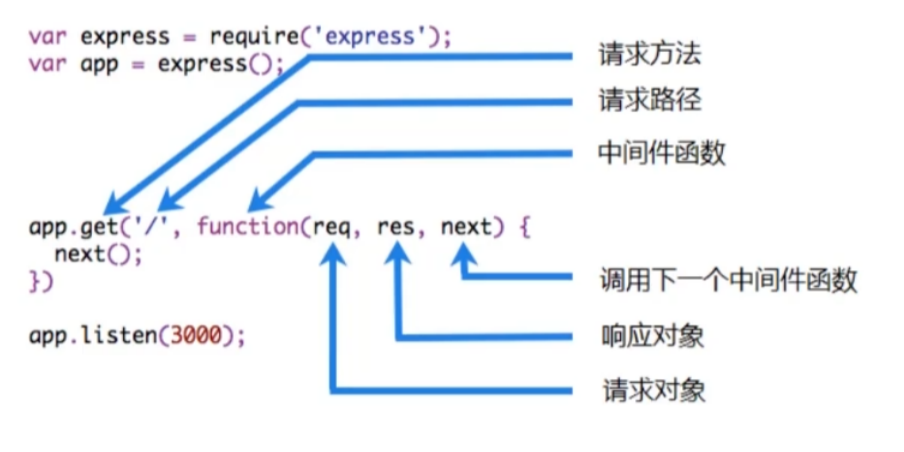 var express = require('express');
var app = express();
请求方法
请求路径
中间件函数
app.get('/', function(req, res, next) {
next();
})
调用下一个中间件函数
app.listen(3000);
响应对象
请求对象